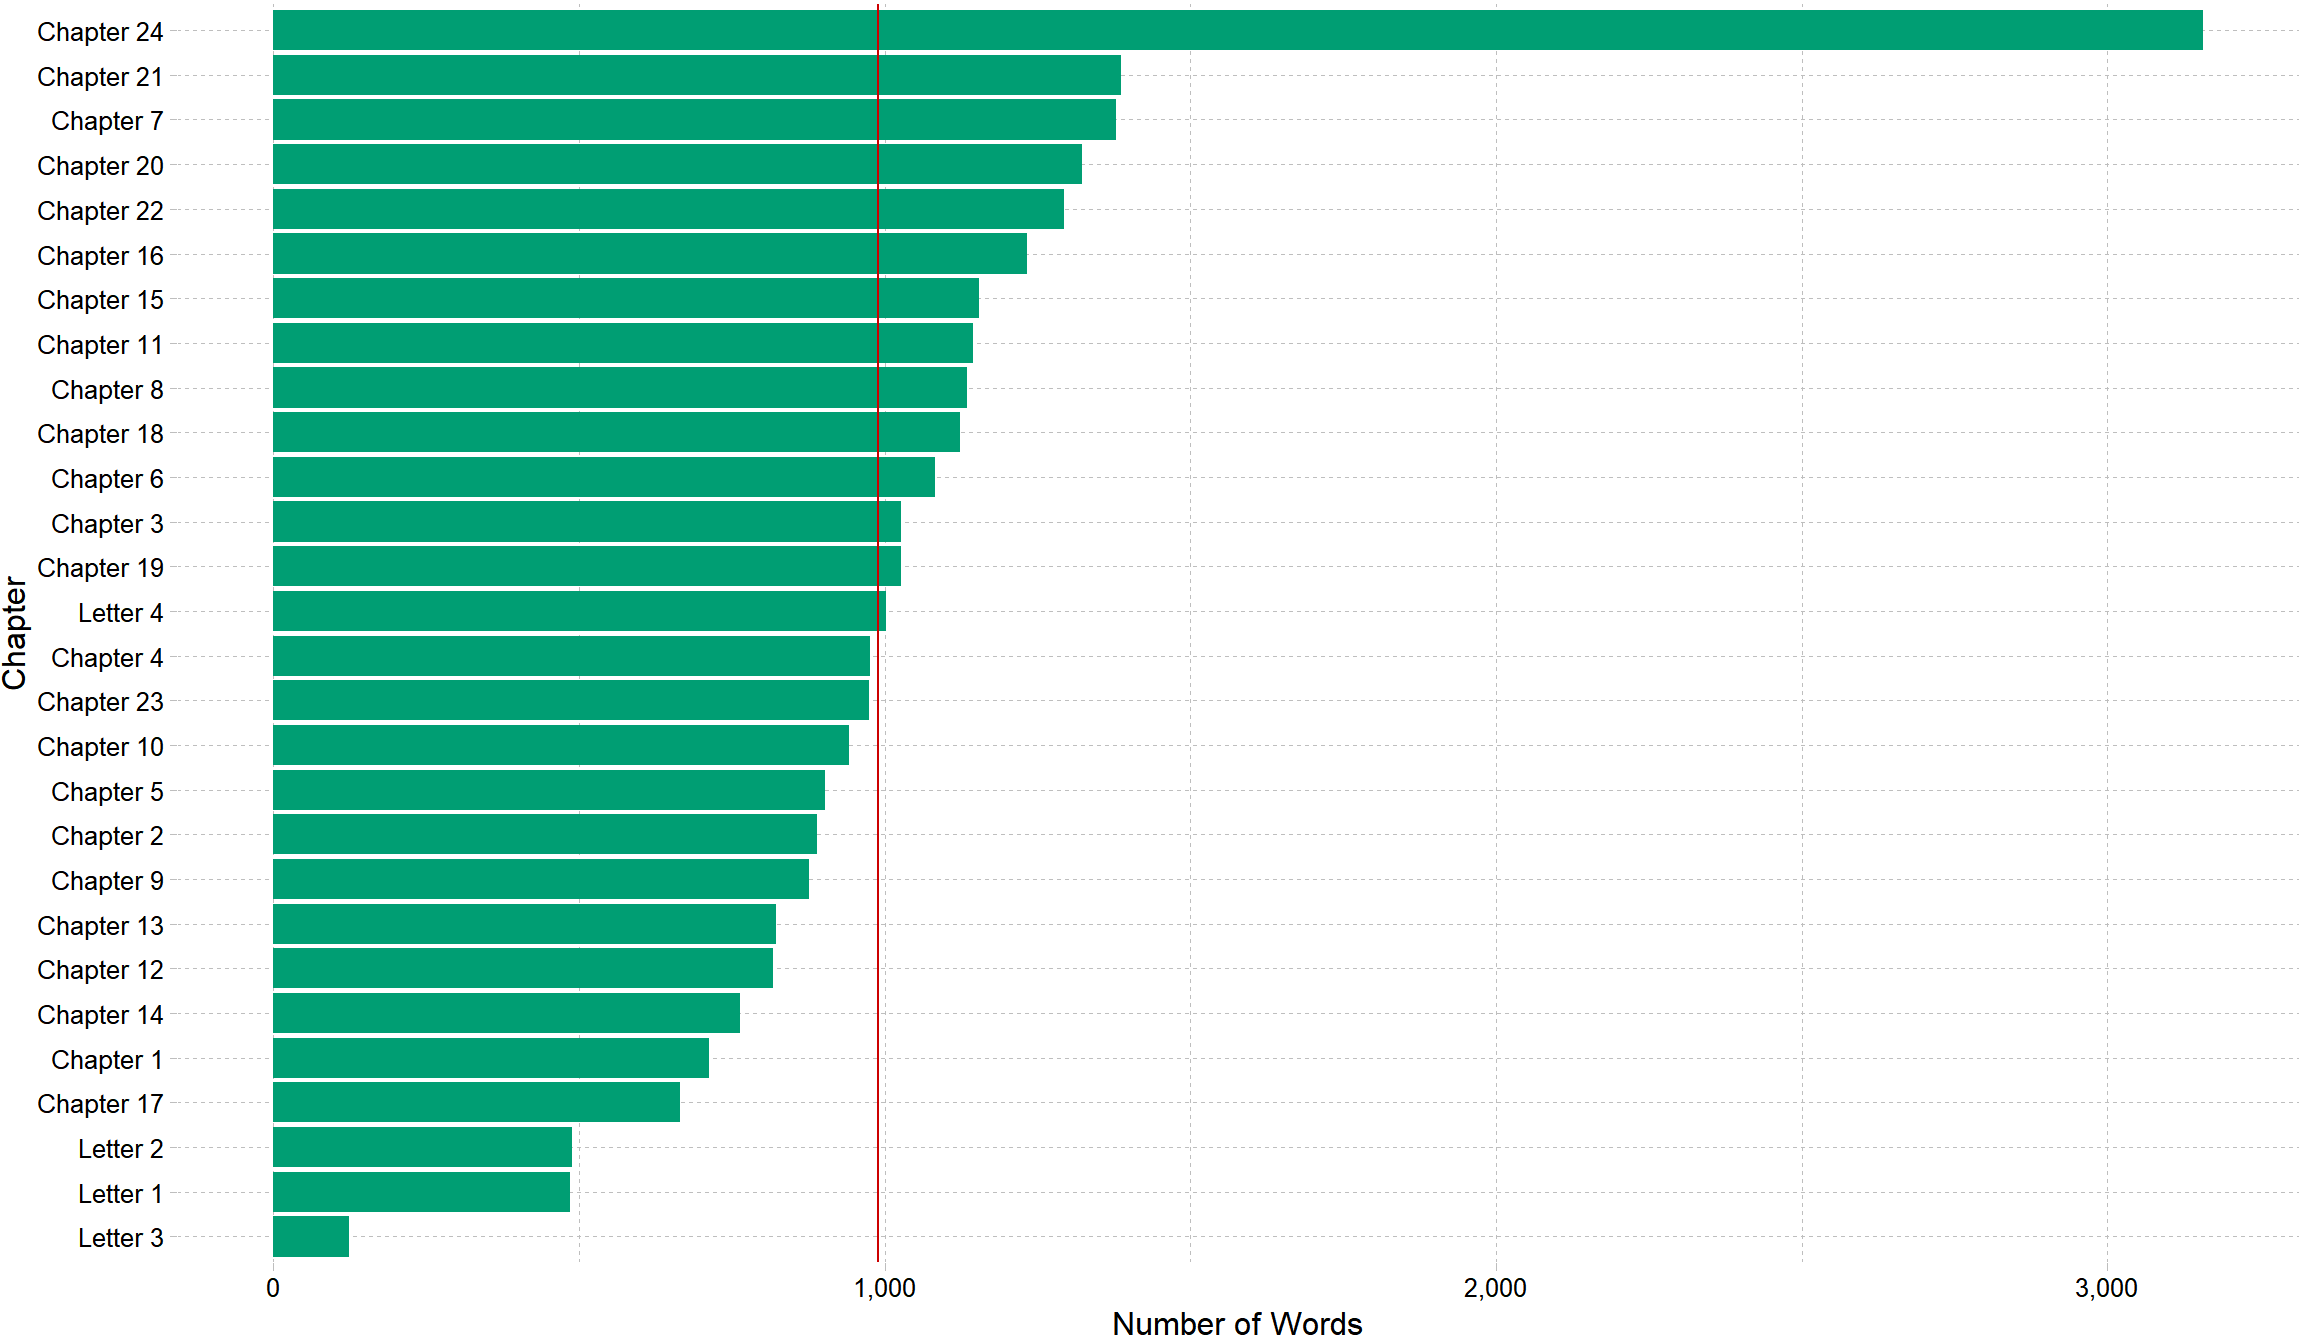 Chapter 24
Chapter 21
Chapter 7
Chapter 20
Chapter 22
Chapter 16
Chapter 15
Chapter 11
Chapter 8
Chapter 18
Chapter 6
Chapter 3
Chapter 19
Letter 4
Chapter 4
Chapter 23
Chapter 10
Chapter 5
Chapter 2
Chapter 9
Chapter 13
Chapter 12
Chapter 14
Chapter 1
Chapter 17
Letter 2
Letter 1
Letter 3
Chapter
0 1,000 2,000 3,000
Number of Words